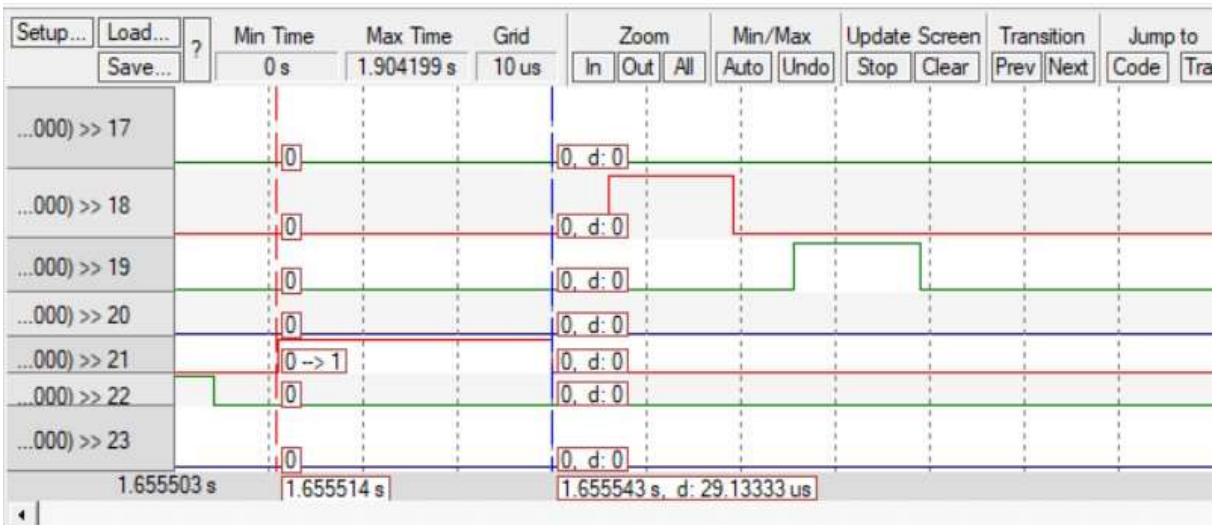 Setup... Load... ? Min Time Max Time Grid Zoom Min/Max Update Screen Transition Jump to
Save... 0 s 1.904199 s 10 us In Out All Auto Undo Stop Clear Prev Next Code Tra
...000) >> 17
0 0, d: 0
...000) >> 18
0 0, d: 0
...000) >> 19
0 0, d: 0
...000) >> 20
0 0, d: 0
...000) >> 21 0 --> 1 0, d: 0
...000) >> 22 0 0, d: 0
...000) >> 23
0 0, d: 0
1.655503 s 1.655514 s 1.655543 s, d: 29.13333 us